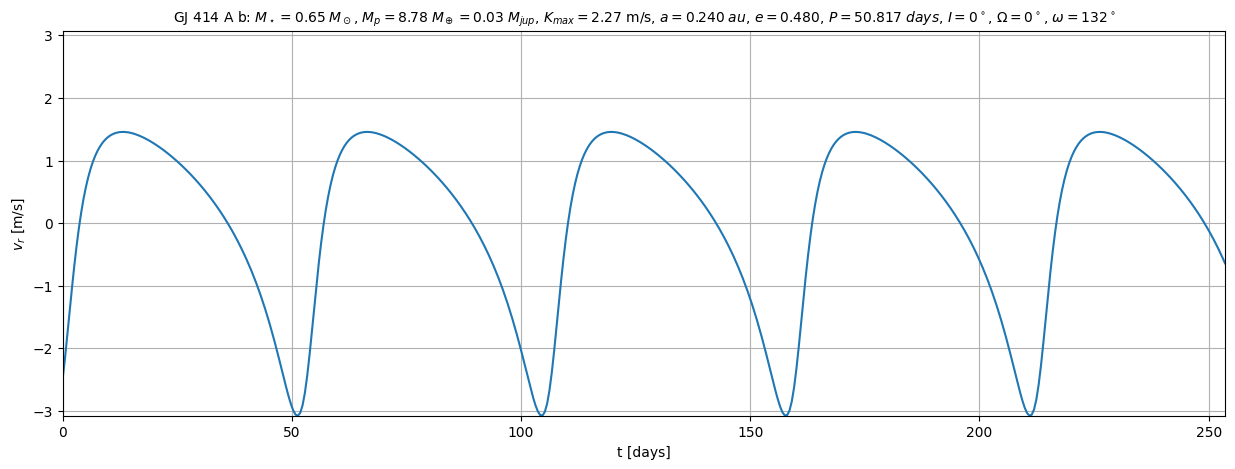 GJ 414 A b: $M_\star = 0.65\ M_\odot$, $M_p = 8.78\ M_\oplus = 0.03\ M_{jup}$, $K_{max} = 2.27$ m/s, $a = 0.240\ au$, $e = 0.480$, $P = 50.817\ days$, $I = 0^\circ$, $\Omega = 0^\circ$, $\omega = 132^\circ$
3
2
1
0
−1
−2
−3
$v_r$ [m/s]
0 50 100 150 200 250
t [days]